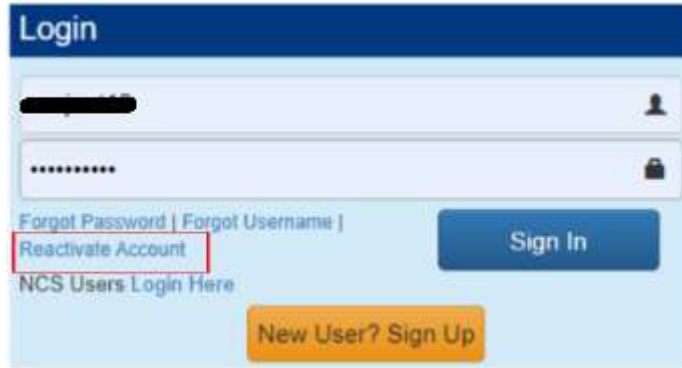 Login
••••••••••
Forgot Password | Forgot Username |
Reactivate Account
Sign In
NCS Users Login Here
New User? Sign Up